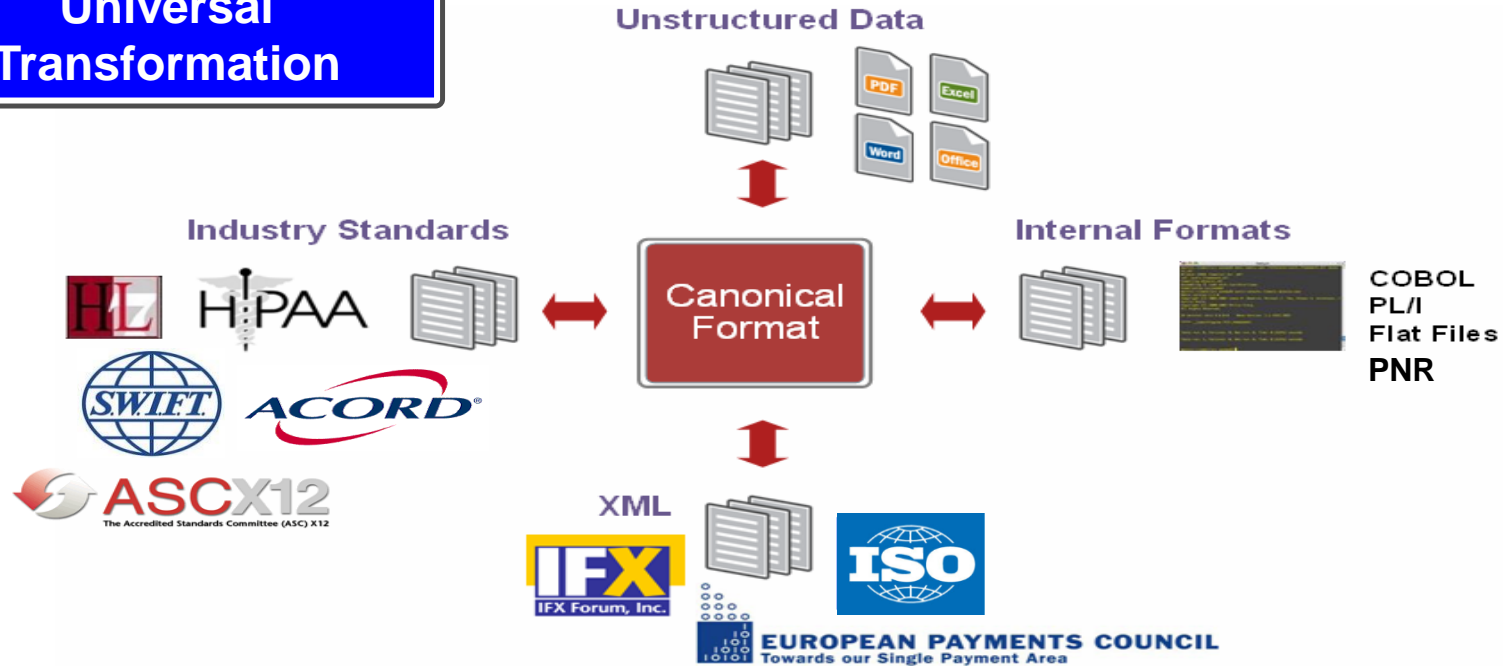 Universal
Transformation
Unstructured Data
PDF
Excel
Word
Office
Industry Standards
HL7
HIPAA
S.W.I.F.T.
ACORD®
ASCX12
The Accredited Standards Committee (ASC) X12
Canonical
Format
Internal Formats
COBOL
PL/I
Flat Files
PNR
XML
IFX
IFX Forum, Inc.
ISO
EUROPEAN PAYMENTS COUNCIL
Towards our Single Payment Area